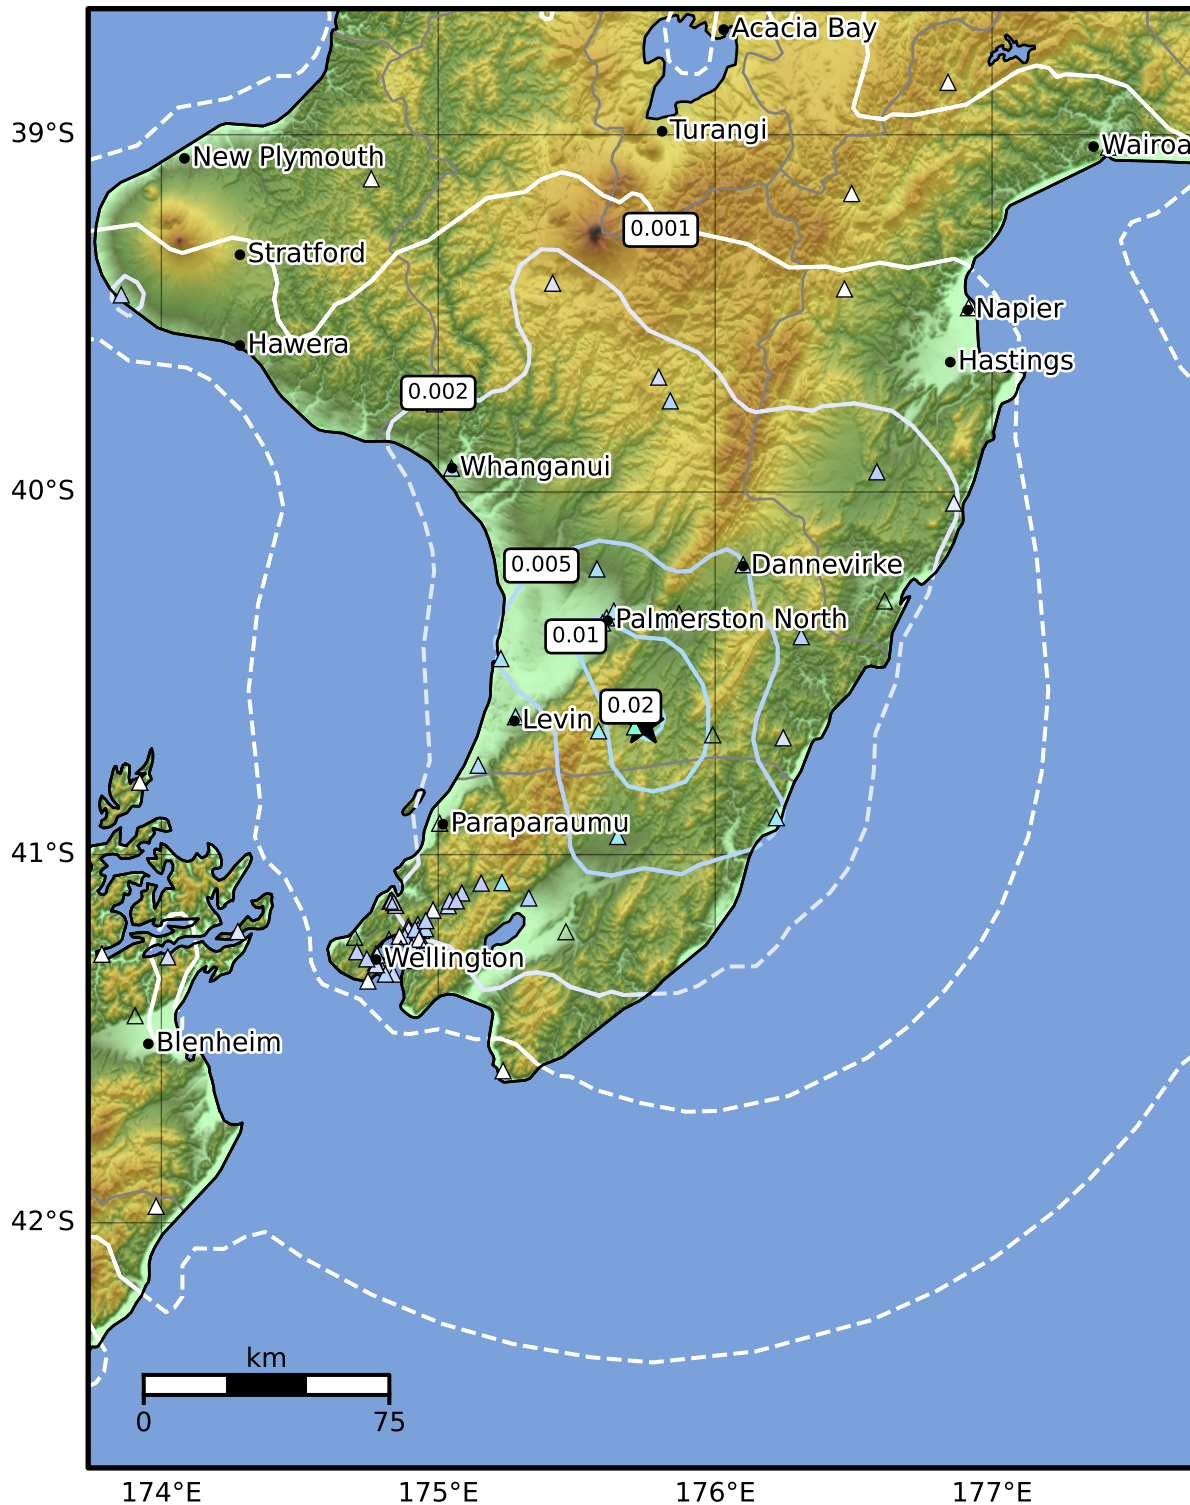 Acacia Bay
39°S
Turangi
Wairoa
New Plymouth
0.001
Stratford
Napier
Hawera
Hastings
0.002
Whanganui
40°S
0.005
Dannevirke
Palmerston North
0.01
0.02
Levin
Paraparaumu
41°S
Wellington
Blenheim
42°S
km
0 75
174°E 175°E 176°E 177°E